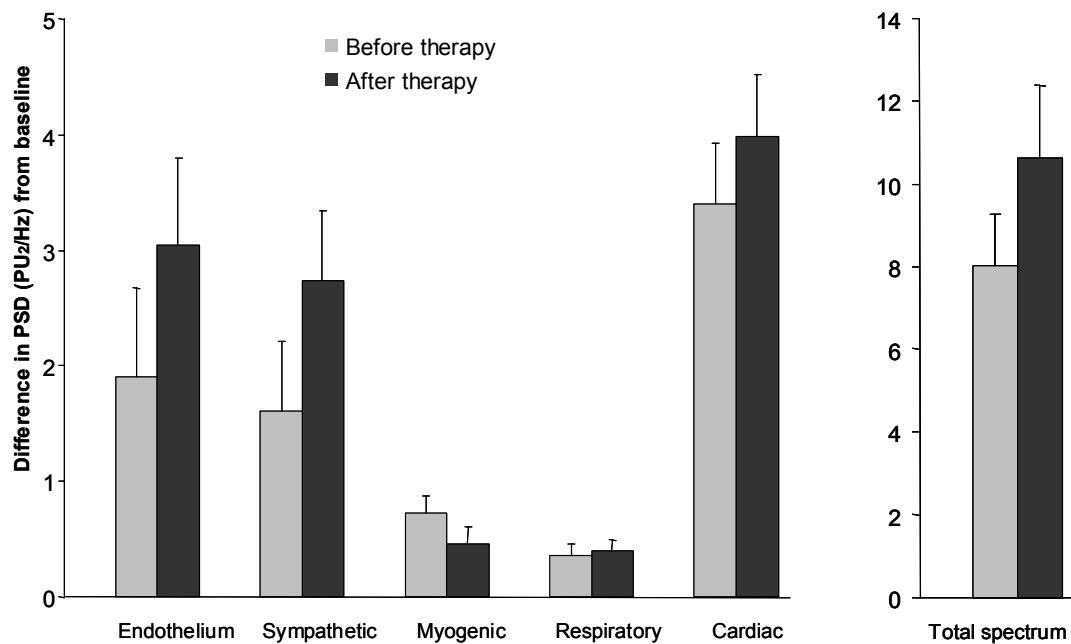 Difference in PSD (PU2/Hz) from baseline
5
4
3
2
1
0
Before therapy
After therapy
Endothelium Sympathetic Myogenic Respiratory Cardiac
14
12
10
8
6
4
2
0
Total spectrum